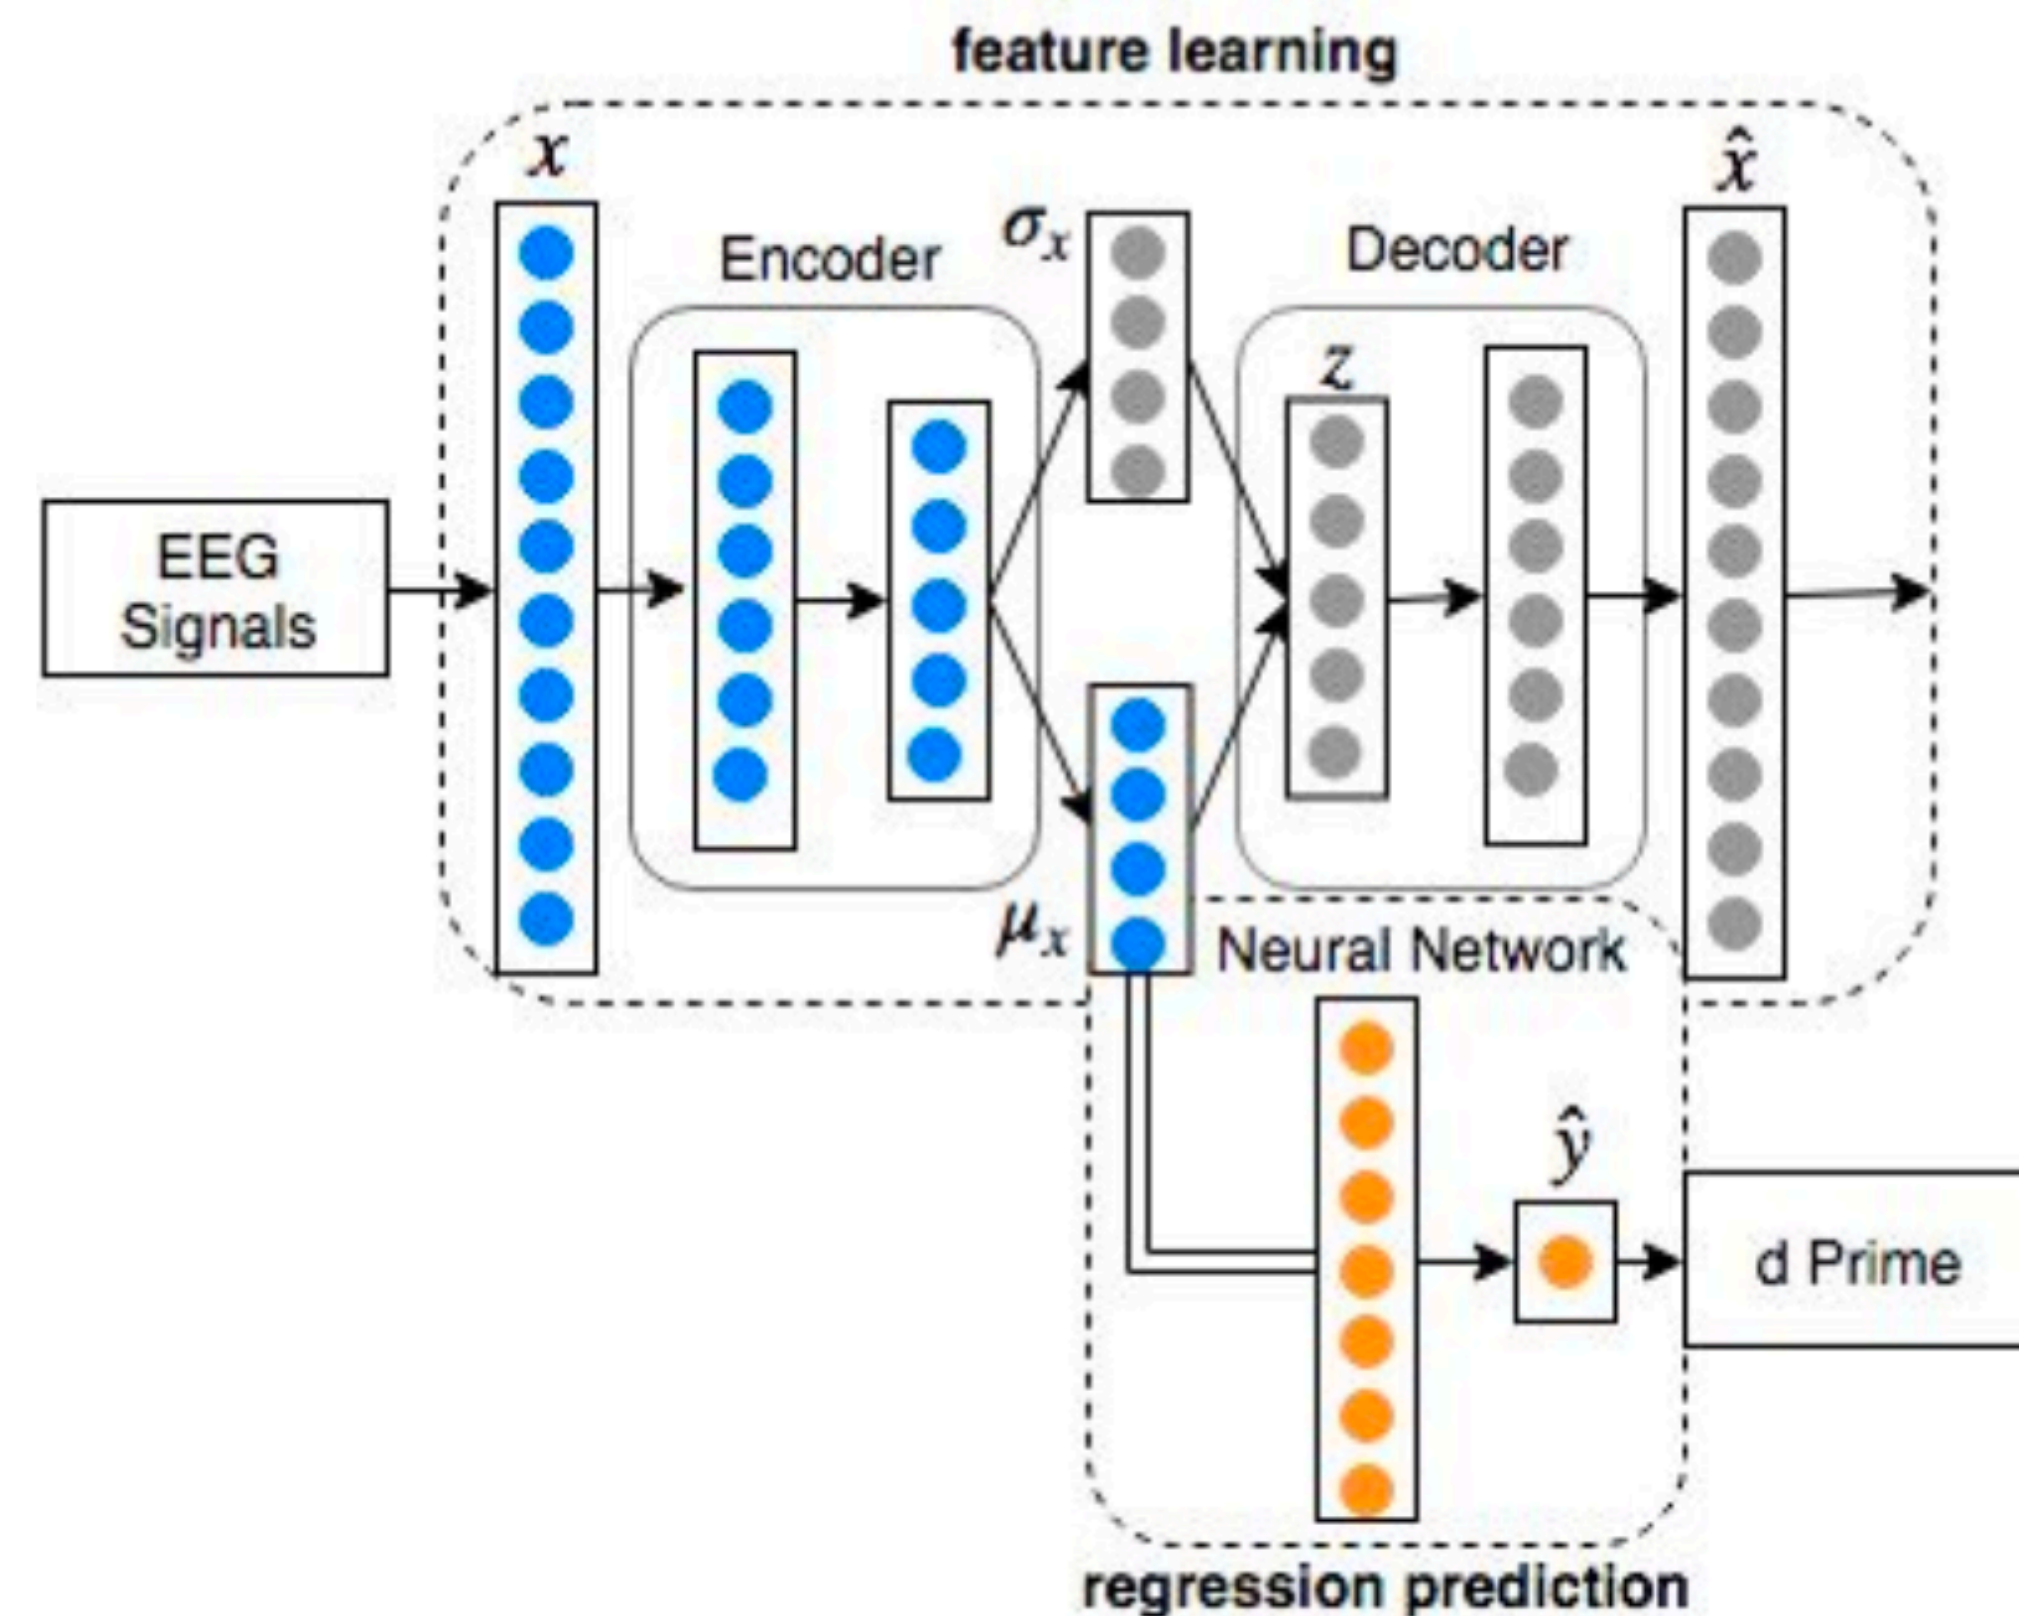 feature learning
x
x̂
Encoder
σx
Decoder
z
EEG
Signals
μx
Neural Network
ŷ
d Prime
regression prediction